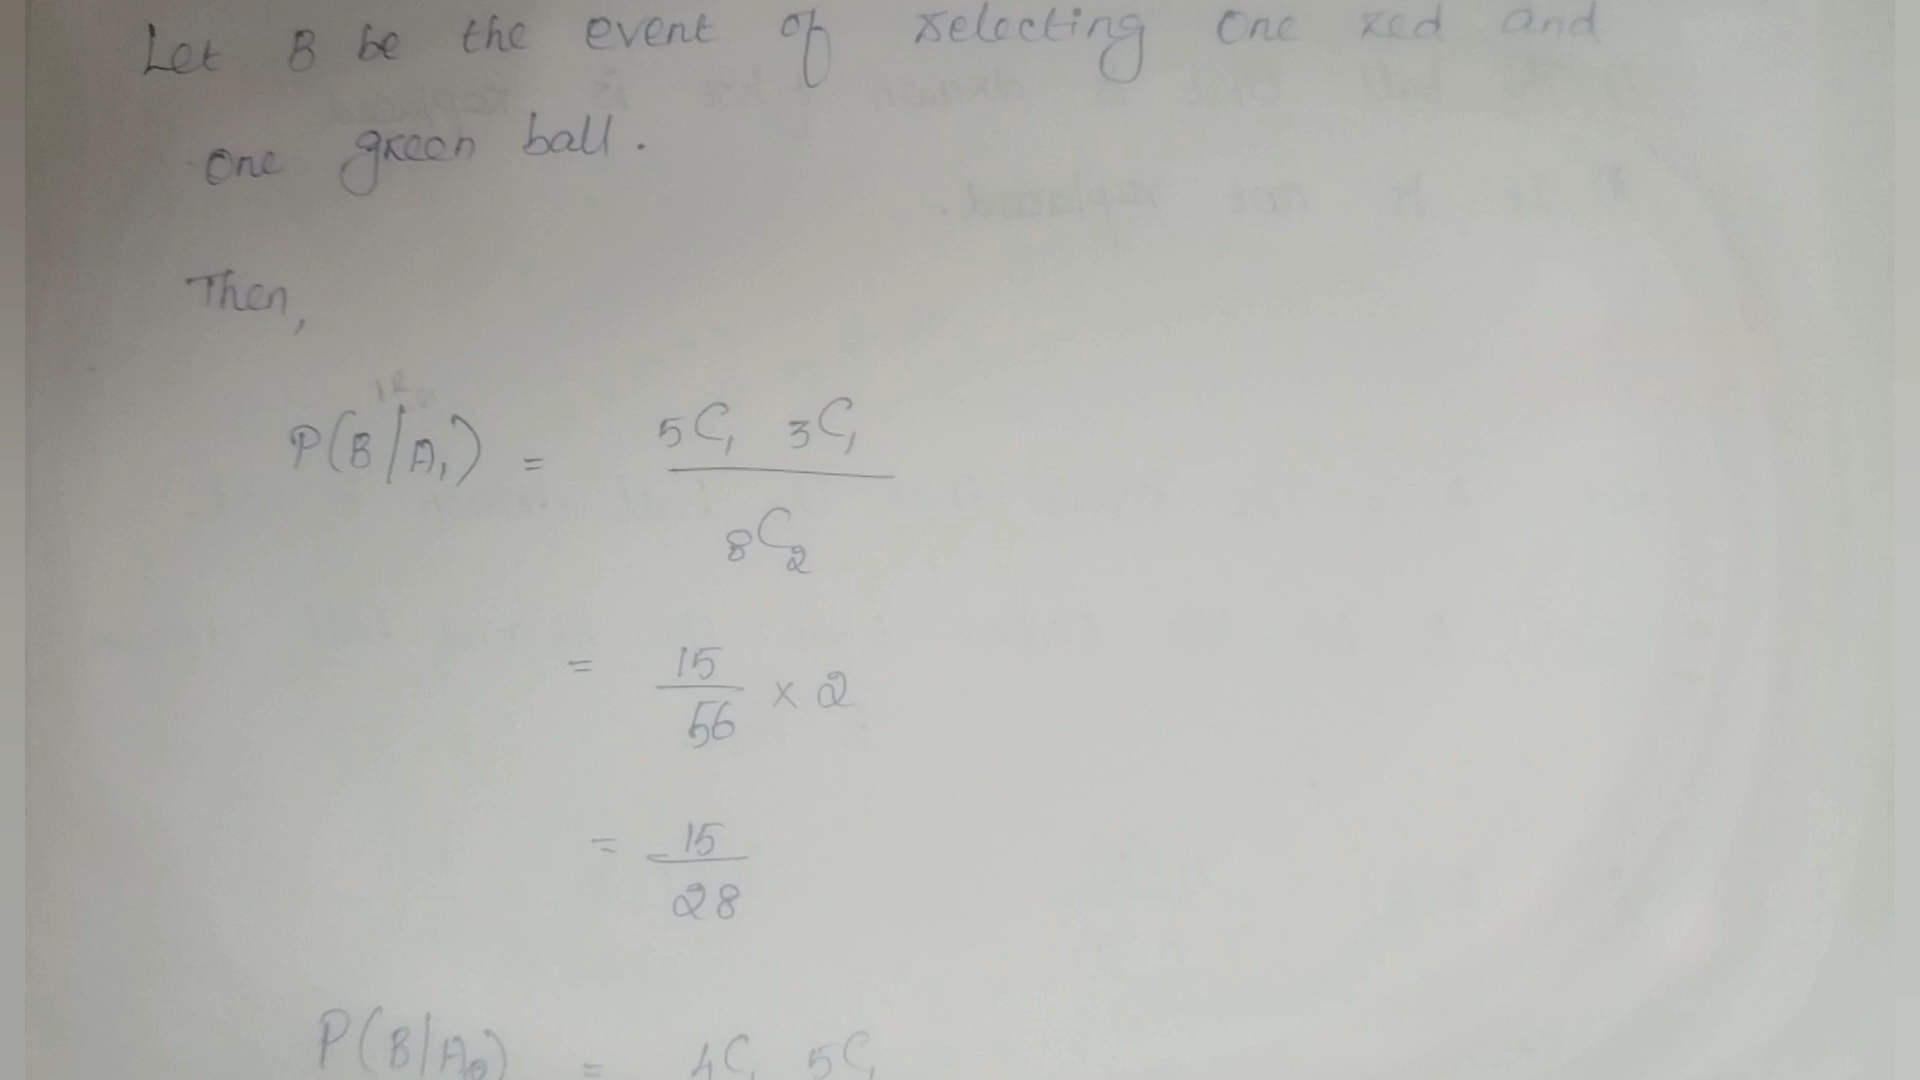 Let B be the event of selecting one red and
one green ball.
Then,
P(B/A₁) = 5C₁ 3C₁
8C₂
= 15/56 × 2
= 15/28
P(B/A₂) = 4C₁ 5C₁